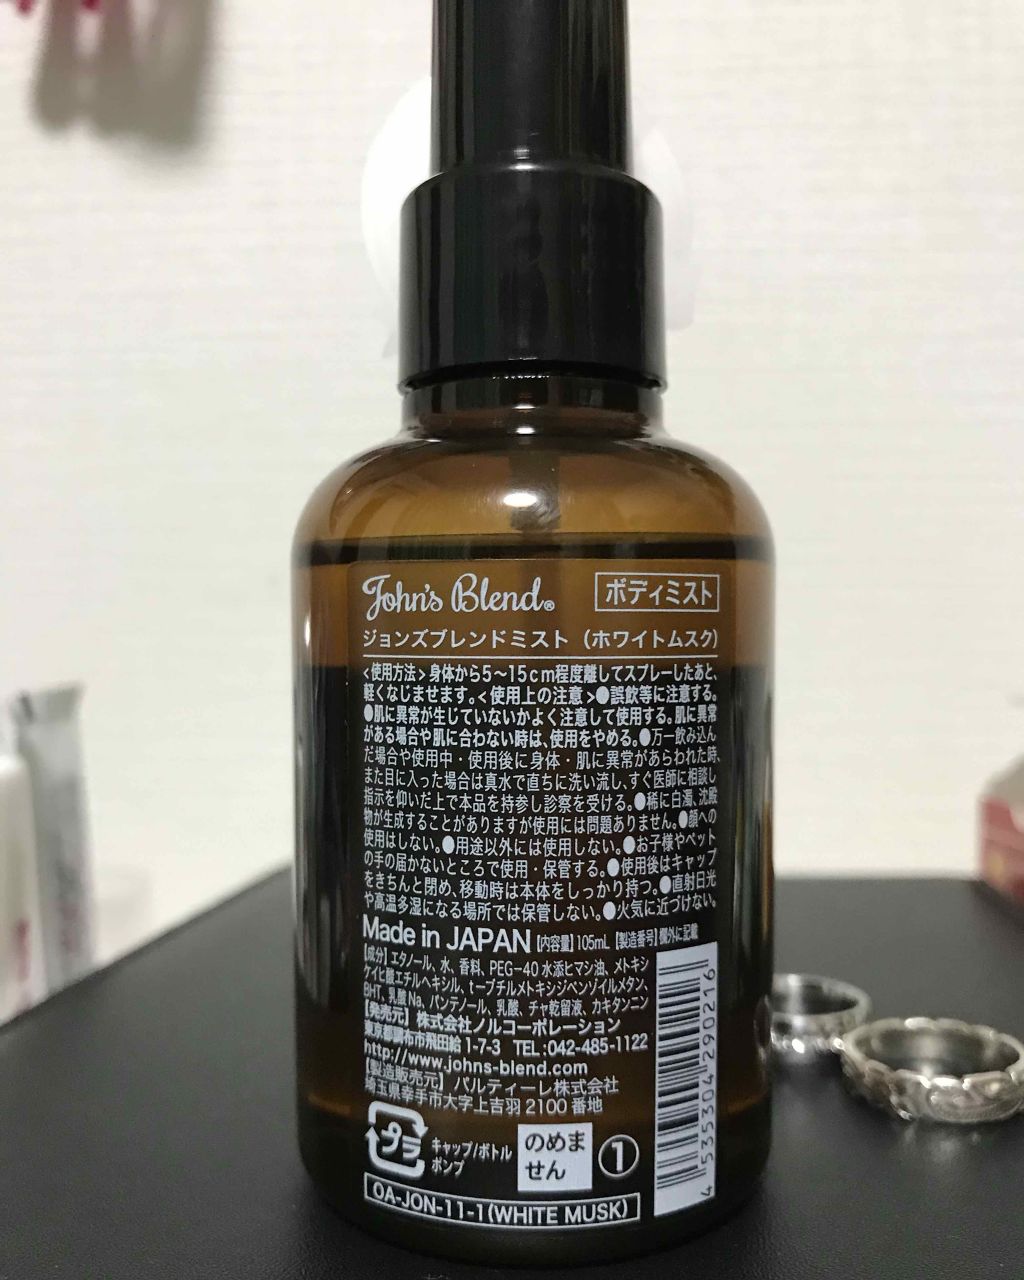 John's Blend®
ボディミスト
ジョンズブレンドミスト（ホワイトムスク）
<使用方法>身体から5〜15cm程度離してスプレーしたあと、
軽くなじませます。<使用上の注意>●誤飲等に注意する。
●肌に異常が生じていないかよく注意して使用する。肌に異常
がある場合や肌に合わない時は、使用をやめる。●万一飲み込ん
だ場合や使用中・使用後に身体・肌に異常があらわれた時、
また目に入った場合は真水で直ちに洗い流し、すぐ医師に相談し
指示を仰いだ上で本品を持参し診察を受ける。●稀に白濁、沈殿
物が生成することがありますが使用には問題ありません。●顔への
使用はしない。●用途以外には使用しない。●お子様やペット
の手の届かないところで使用・保管する。●使用後はキャップ
をきちんと閉め、移動時は本体をしっかり持つ。●直射日光
や高温多湿になる場所では保管しない。●火気に近づけない。
Made in JAPAN [内容量]105mL [製造番号]欄外に記載
[成分]エタノール、水、香料、PEG-40水添ヒマシ油、メトキシ
ケイヒ酸エチルヘキシル、t-ブチルメトキシジベンゾイルメタン、
BHT、乳酸Na、パンテノール、乳酸、チャ乾留液、カキタンニン
【発売元】株式会社ノルコーポレーション
東京都調布市飛田給1-7-3 TEL:042-485-1122
http://www.johns-blend.com
【製造販売元】パルティーレ株式会社
埼玉県幸手市大字上吉羽2100番地
プラ
キャップ/ボトル
ポンプ
のめま
せん
①
OA-JON-11-1(WHITE MUSK)
4 535304 290216